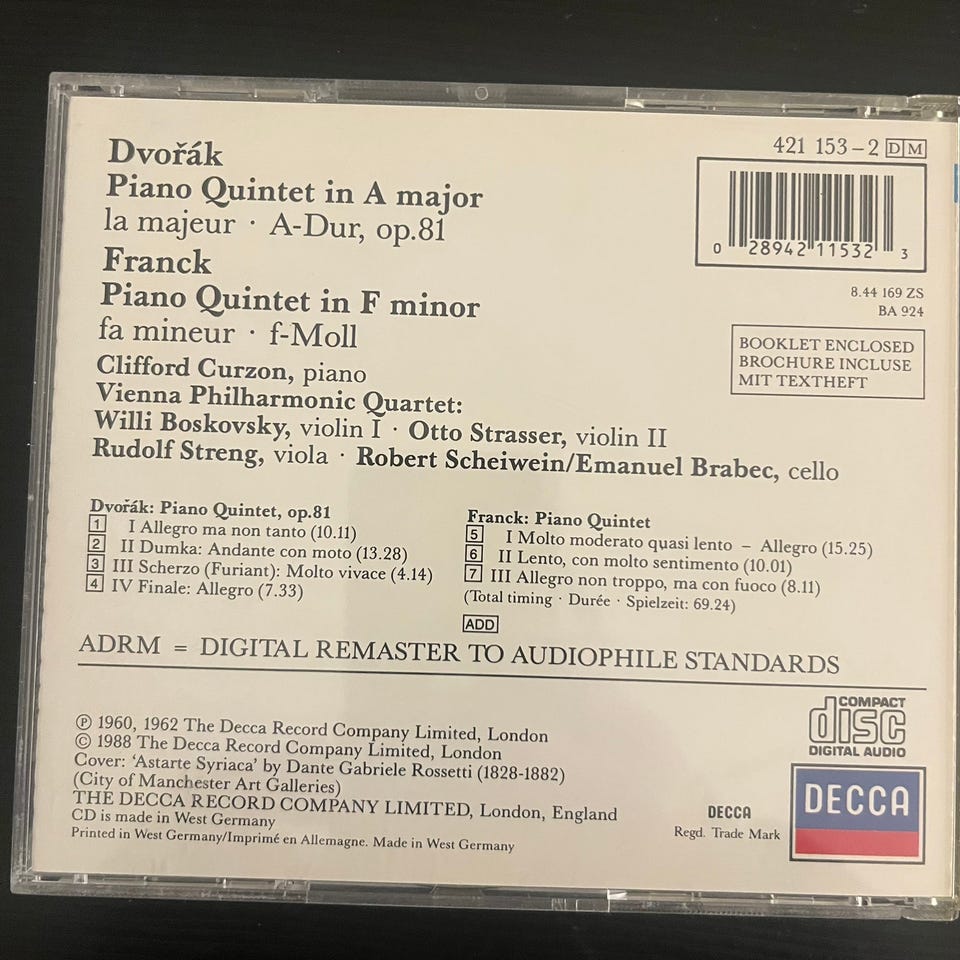 Dvořák
Piano Quintet in A major
la majeur · A-Dur, op.81
Franck
Piano Quintet in F minor
fa mineur · f-Moll
Clifford Curzon, piano
Vienna Philharmonic Quartet:
Willi Boskovsky, violin I · Otto Strasser, violin II
Rudolf Streng, viola · Robert Scheiwein/Emanuel Brabec, cello
421 153-2 DM
0 28942 11532 3
8.44 169 ZS
BA 924
BOOKLET ENCLOSED
BROCHURE INCLUSE
MIT TEXTHEFT
Dvořák: Piano Quintet, op.81
1 I Allegro ma non tanto (10.11)
2 II Dumka: Andante con moto (13.28)
3 III Scherzo (Furiant): Molto vivace (4.14)
4 IV Finale: Allegro (7.33)
Franck: Piano Quintet
5 I Molto moderato quasi lento – Allegro (15.25)
6 II Lento, con molto sentimento (10.01)
7 III Allegro non troppo, ma con fuoco (8.11)
(Total timing · Durée · Spielzeit: 69.24)
ADD
ADRM = DIGITAL REMASTER TO AUDIOPHILE STANDARDS
℗ 1960, 1962 The Decca Record Company Limited, London
© 1988 The Decca Record Company Limited, London
Cover: ‘Astarte Syriaca’ by Dante Gabriele Rossetti (1828-1882)
(City of Manchester Art Galleries)
THE DECCA RECORD COMPANY LIMITED, London, England
CD is made in West Germany
Printed in West Germany/Imprimé en Allemagne. Made in West Germany
COMPACT
disc
DIGITAL AUDIO
DECCA
Regd. Trade Mark
DECCA